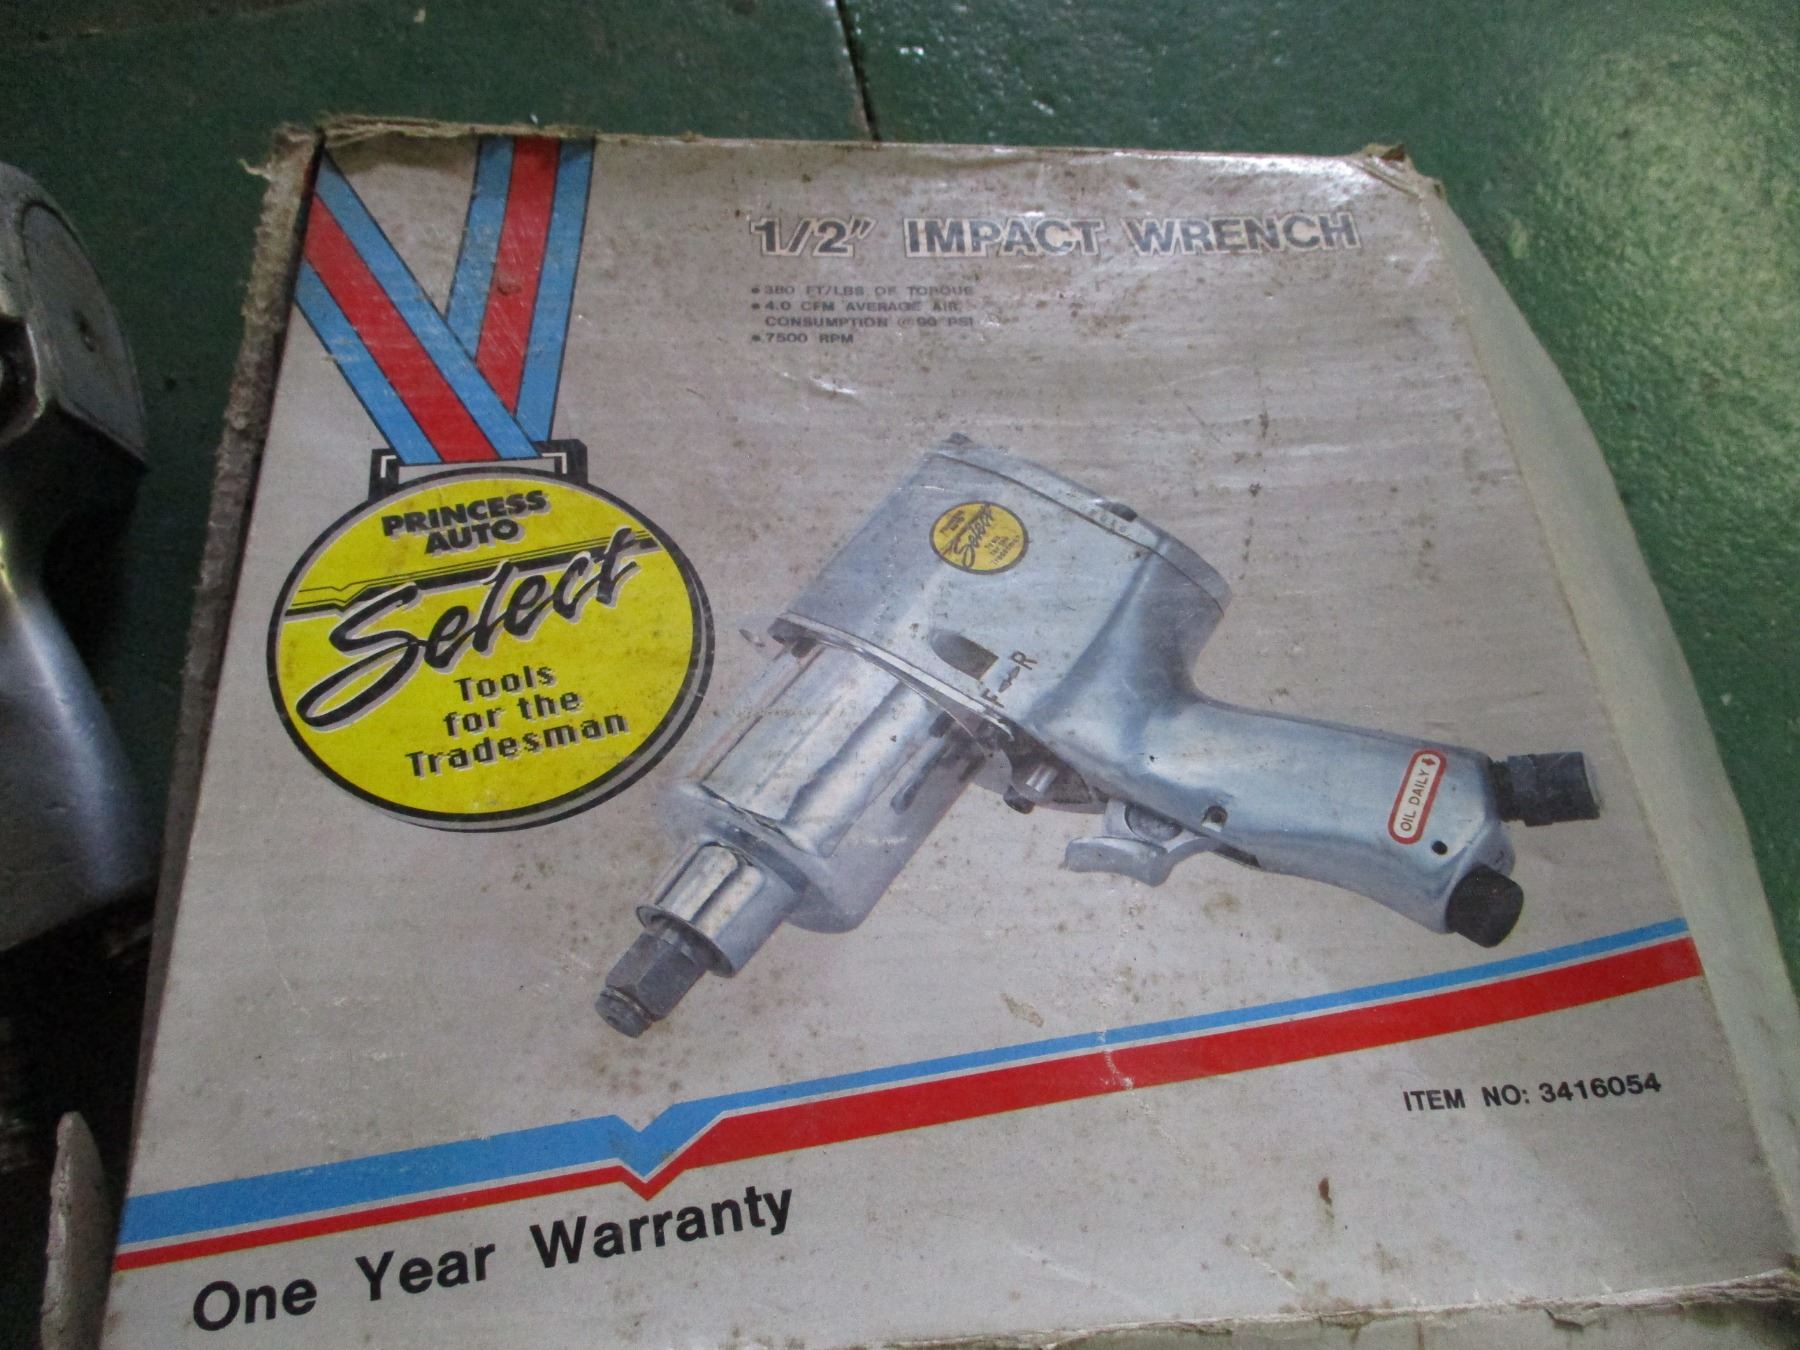 1/2" IMPACT WRENCH
• 380 FT/LBS. OF TORQUE
• 4.0 CFM AVERAGE AIR
CONSUMPTION @ 90 PSI
• 7500 RPM
PRINCESS
AUTO
Select
Tools
for the
Tradesman
Select
F R
OIL DAILY
ITEM NO: 3416054
One Year Warranty